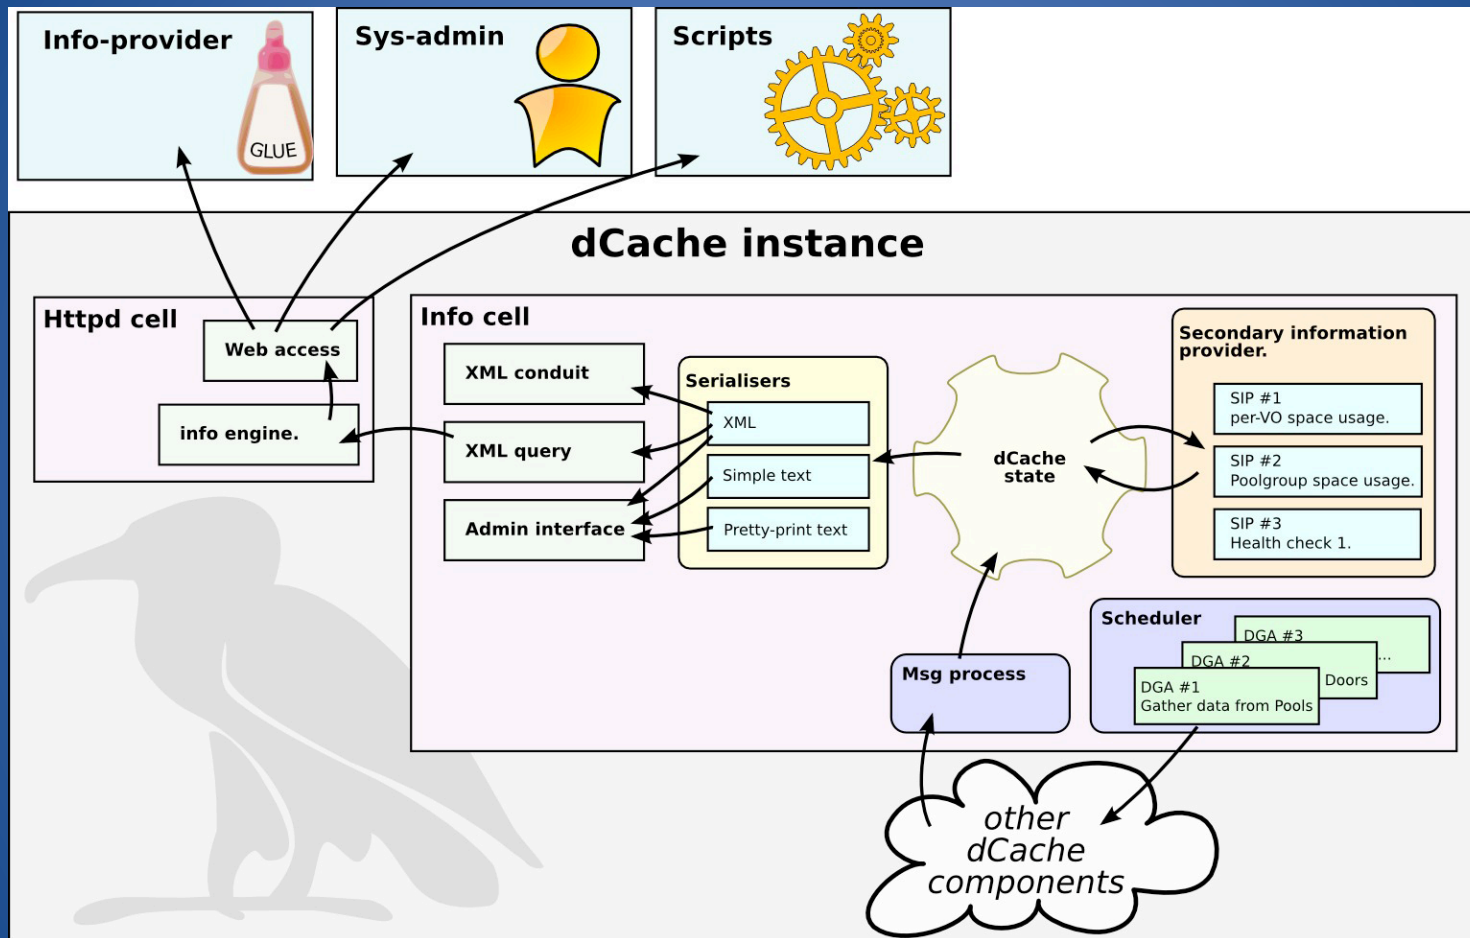 Info-provider
GLUE
Sys-admin
Scripts
dCache instance
Httpd cell
Web access
info engine.
Info cell
XML conduit
XML query
Admin interface
Serialisers
XML
Simple text
Pretty-print text
dCache
state
Secondary information
provider.
SIP #1
per-VO space usage.
SIP #2
Poolgroup space usage.
SIP #3
Health check 1.
Msg process
Scheduler
DGA #3
...
DGA #2
Doors
DGA #1
Gather data from Pools
other
dCache
components